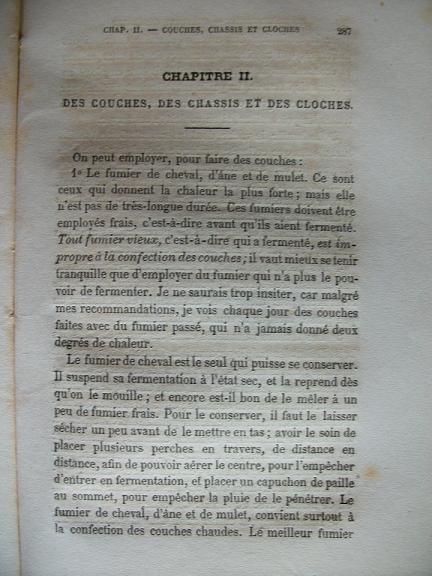 CHAP. II. — COUCHES, CHASSIS ET CLOCHES 287
CHAPITRE II.
DES COUCHES, DES CHASSIS ET DES CLOCHES.
On peut employer, pour faire des couches :
1º Le fumier de cheval, d'âne et de mulet. Ce sont
ceux qui donnent la chaleur la plus forte ; mais elle
n'est pas de très-longue durée. Ces fumiers doivent être
employés frais, c'est-à-dire avant qu'ils aient fermenté.
Tout fumier vieux, c'est-à-dire qui a fermenté, est im-
propre à la confection des couches ; il vaut mieux se tenir
tranquille que d'employer du fumier qui n'a plus le pou-
voir de fermenter. Je ne saurais trop insiter, car malgré
mes recommandations, je vois chaque jour des couches
faites avec du fumier passé, qui n'a jamais donné deux
degrés de chaleur.
Le fumier de cheval est le seul qui puisse se conserver.
Il suspend sa fermentation à l'état sec, et la reprend dès
qu'on le mouille ; et encore est-il bon de le mêler à un
peu de fumier frais. Pour le conserver, il faut le laisser
sécher un peu avant de le mettre en tas ; avoir le soin de
placer plusieurs perches en travers, de distance en
distance, afin de pouvoir aérer le centre, pour l'empêcher
d'entrer en fermentation, et placer un capuchon de paille
au sommet, pour empêcher la pluie de le pénétrer. Le
fumier de cheval, d'âne et de mulet, convient surtout à
la confection des couches chaudes. Le meilleur fumier